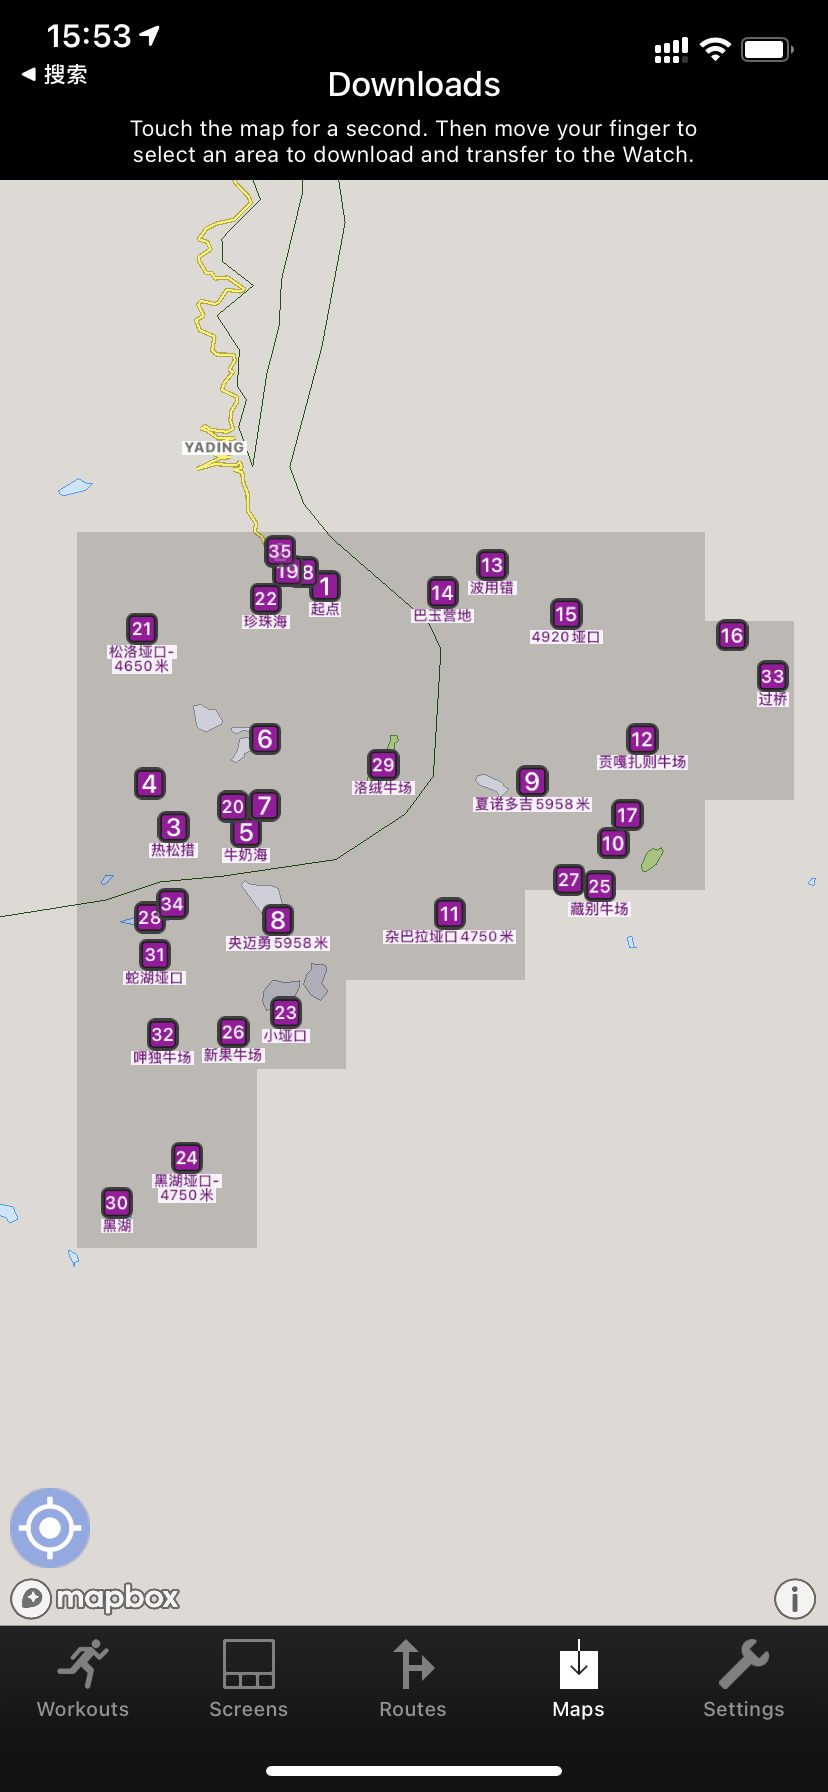 15:53
搜索
Downloads
Touch the map for a second. Then move your finger to
select an area to download and transfer to the Watch.
YADING
35
19
8
1
起点
22
珍珠海
13
波用错
14
巴玉营地
15
4920垭口
16
21
松洛垭口-
4650米
33
过桥
6
12
贡嘎扎则牛场
29
洛绒牛场
4
9
夏诺多吉5958米
20
7
5
牛奶海
3
热松措
17
10
27
25
藏别牛场
34
28
8
央迈勇5958米
11
杂巴拉垭口4750米
31
蛇湖垭口
23
小垭口
32
呷独牛场
26
新果牛场
24
黑湖垭口-
4750米
30
黑湖
mapbox
Workouts
Screens
Routes
Maps
Settings